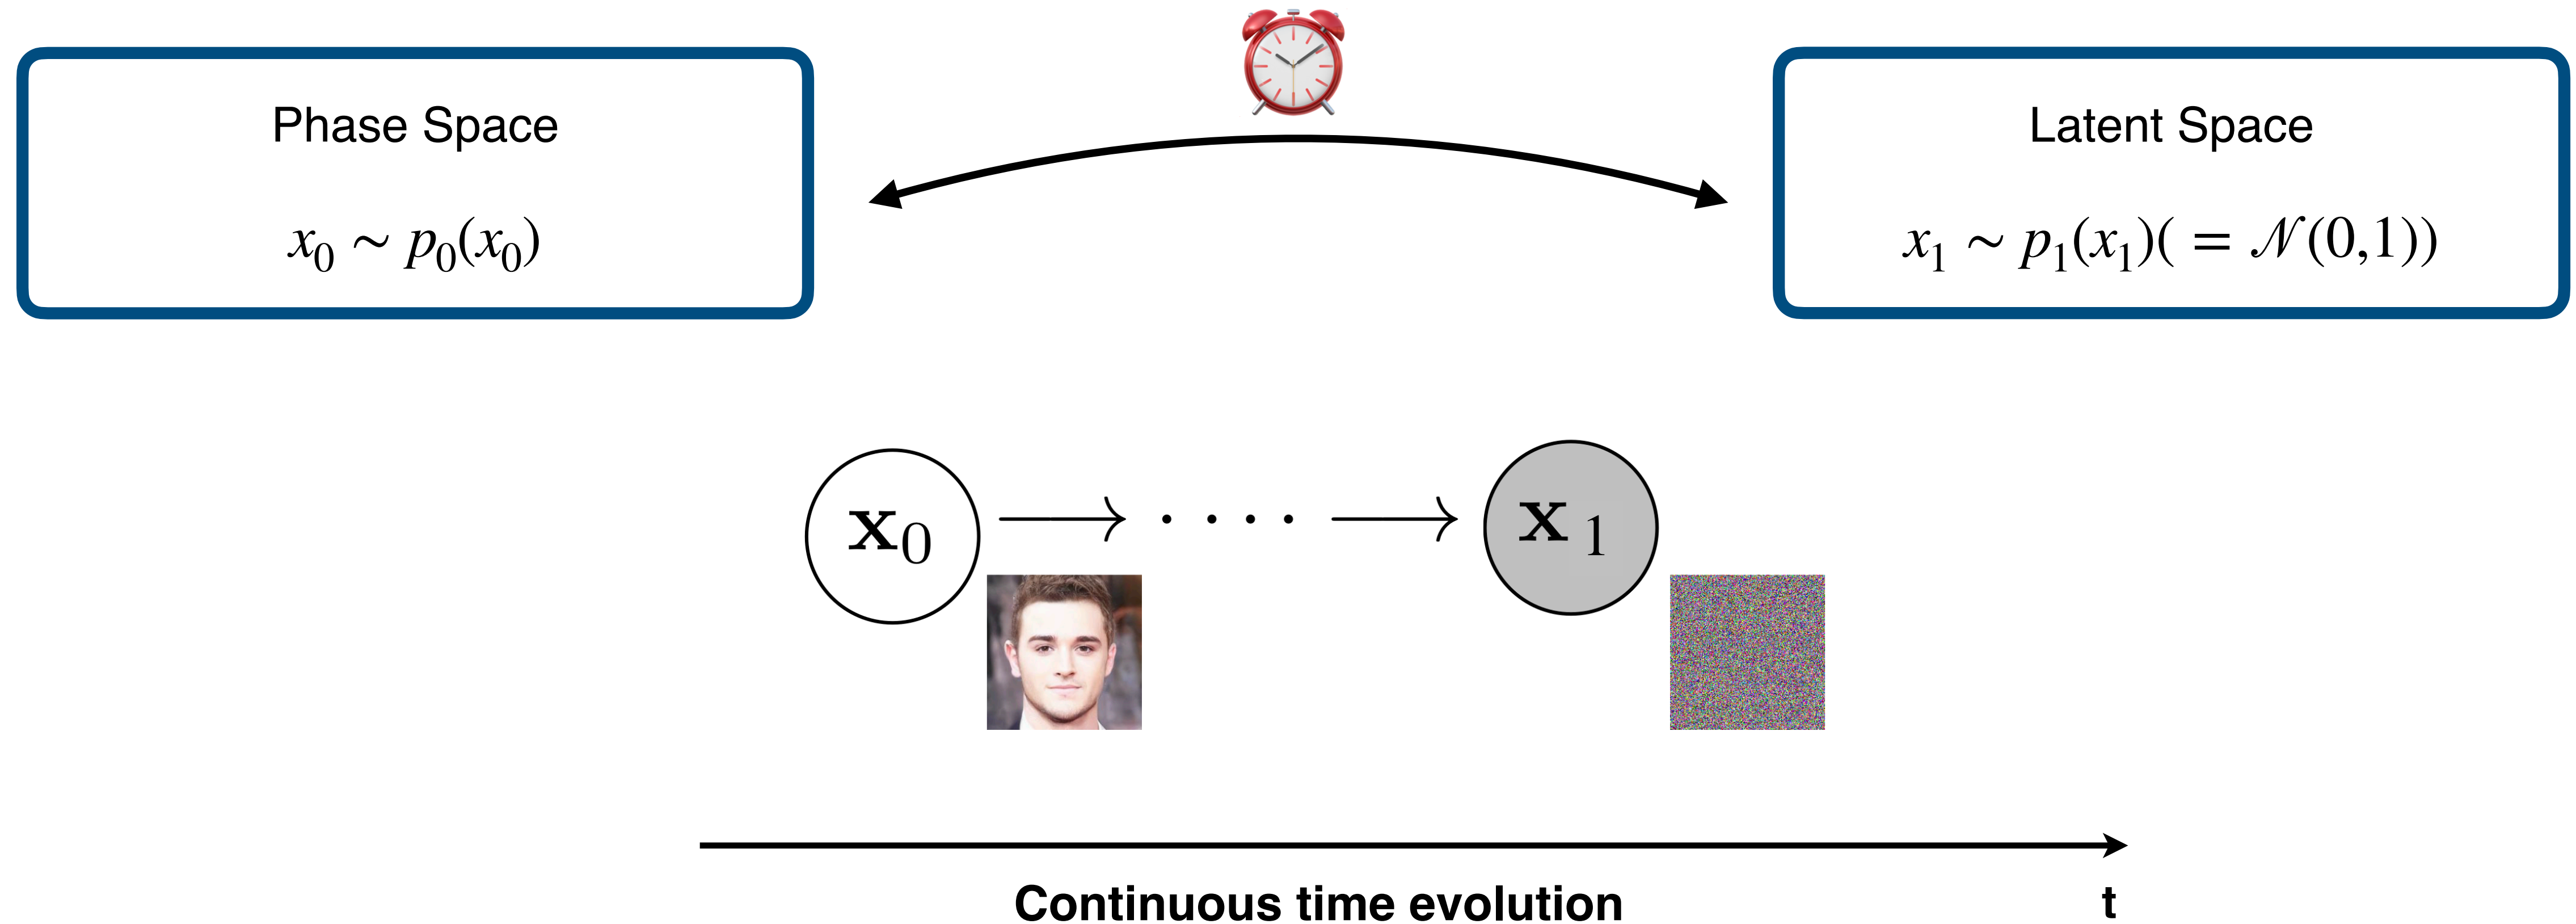 Phase Space
x₀ ∼ p₀(x₀)
Latent Space
x₁ ∼ p₁(x₁)( = 𝒩(0,1))
x₀ ⟶ · · · · ⟶ x₁
Continuous time evolution
t